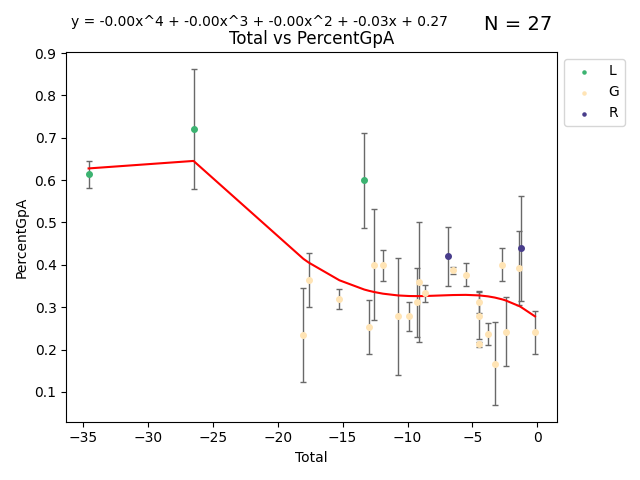 y = -0.00x^4 + -0.00x^3 + -0.00x^2 + -0.03x + 0.27
N = 27
Total vs PercentGpA
L
G
R
PercentGpA
0.9
0.8
0.7
0.6
0.5
0.4
0.3
0.2
0.1
−35 −30 −25 −20 −15 −10 −5 0
Total